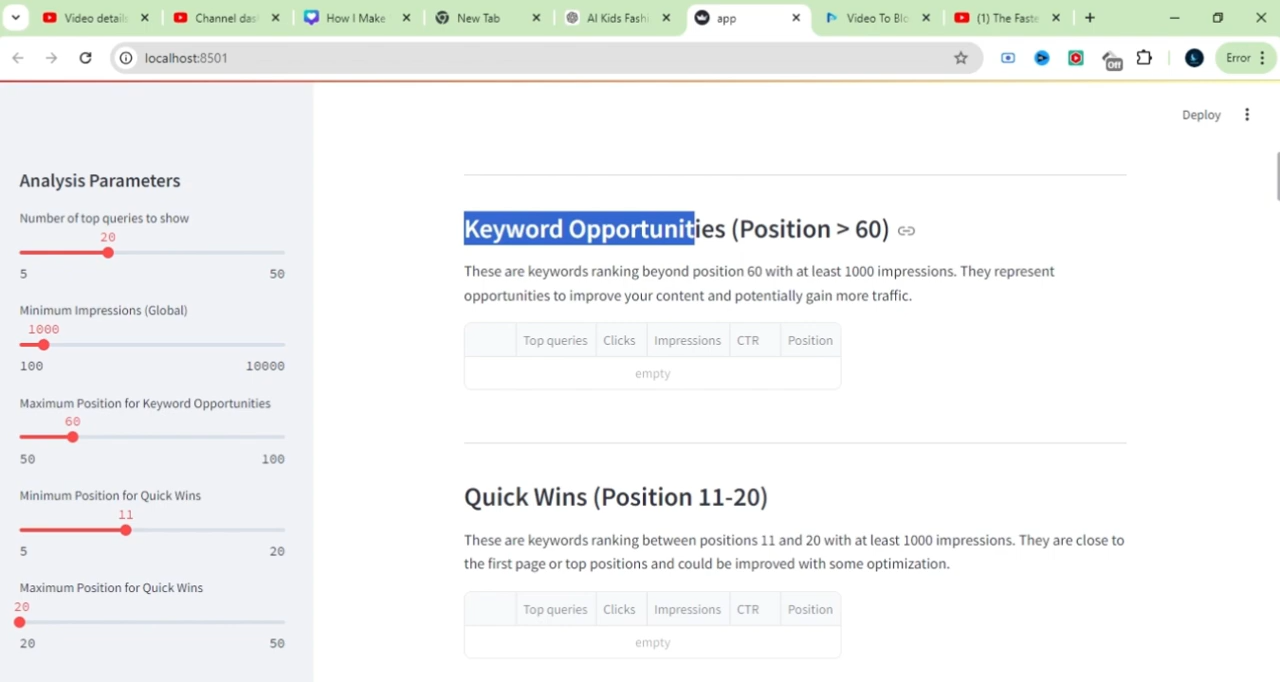 Video details
Channel das
How I Make
New Tab
AI Kids Fashi
app
Video To Blo
(1) The Faste
localhost:8501
Off
Error
Deploy
Analysis Parameters
Number of top queries to show
20
5 50
Minimum Impressions (Global)
1000
100 10000
Maximum Position for Keyword Opportunities
60
50 100
Minimum Position for Quick Wins
11
5 20
Maximum Position for Quick Wins
20
20 50
Keyword Opportunities (Position > 60)
These are keywords ranking beyond position 60 with at least 1000 impressions. They represent
opportunities to improve your content and potentially gain more traffic.
Top queries Clicks Impressions CTR Position
empty
Quick Wins (Position 11-20)
These are keywords ranking between positions 11 and 20 with at least 1000 impressions. They are close to
the first page or top positions and could be improved with some optimization.
Top queries Clicks Impressions CTR Position
empty